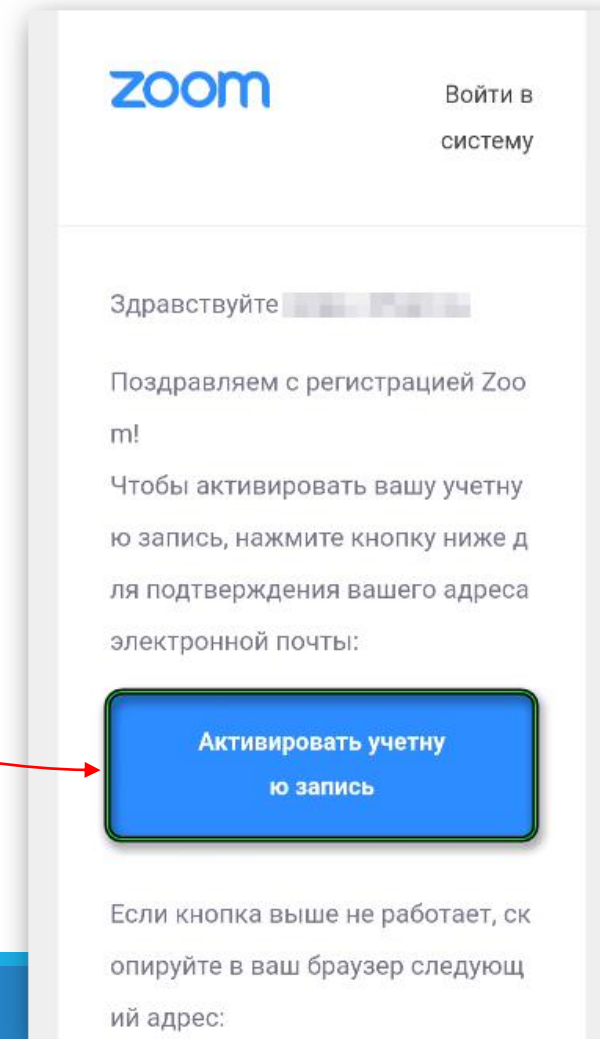 zoom
Войти в
систему
Здравствуйте
Поздравляем с регистрацией Zoo
m!
Чтобы активировать вашу учетну
ю запись, нажмите кнопку ниже д
ля подтверждения вашего адреса
электронной почты:
Активировать учетну
ю запись
Если кнопка выше не работает, ск
опируйте в ваш браузер следующ
ий адрес: